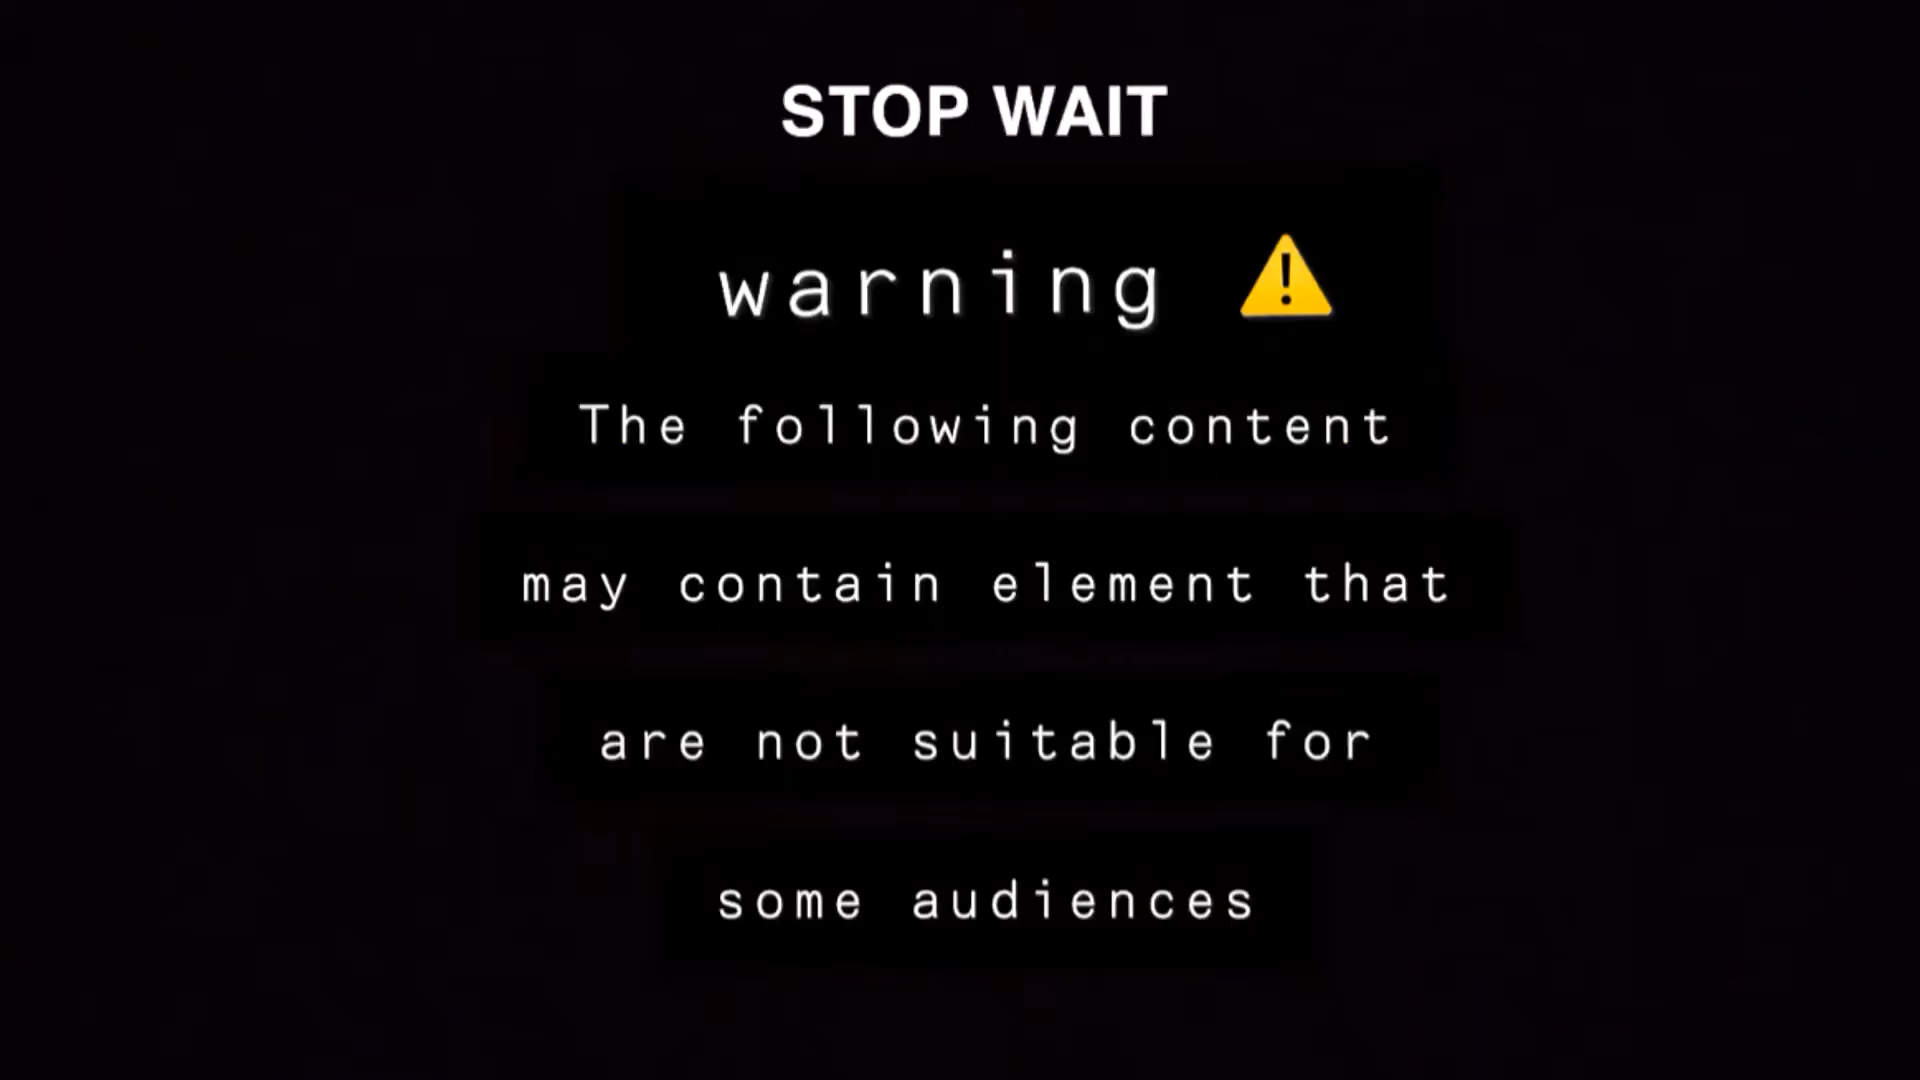 STOP WAIT
warning ⚠️
The following content
may contain element that
are not suitable for
some audiences